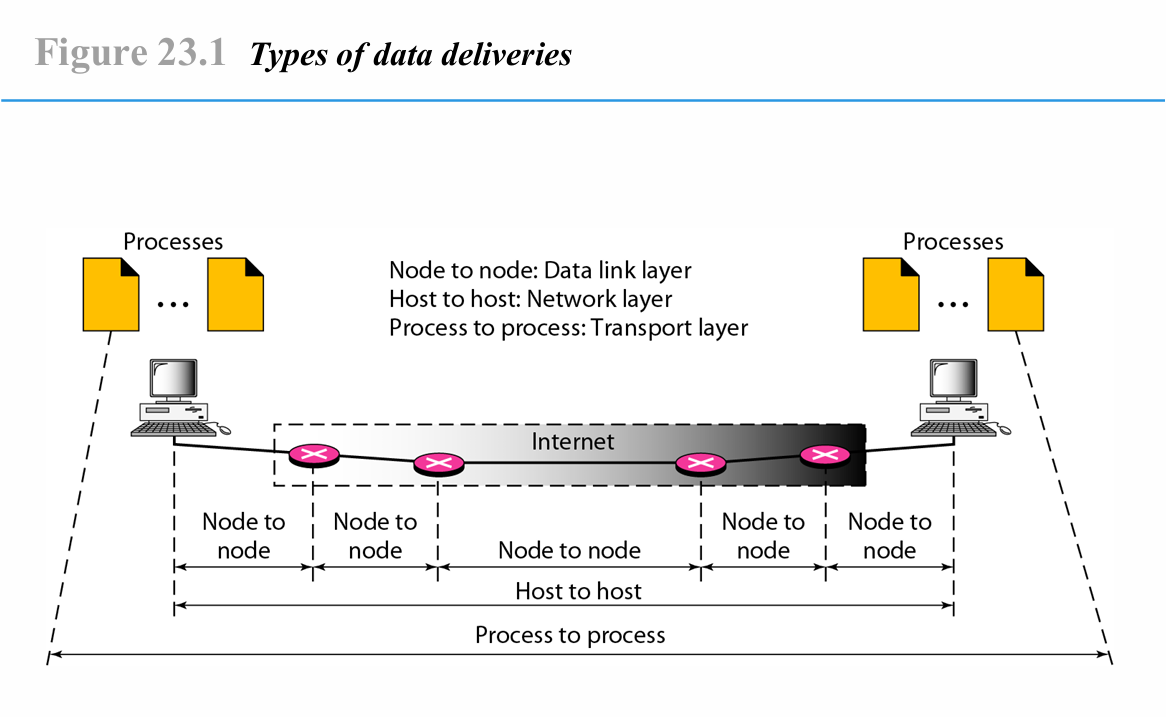 Figure 23.1 Types of data deliveries
Processes
Processes
Node to node: Data link layer
Host to host: Network layer
Process to process: Transport layer
...
...
Internet
Node to
node
Node to
node
Node to node
Node to
node
Node to
node
Host to host
Process to process